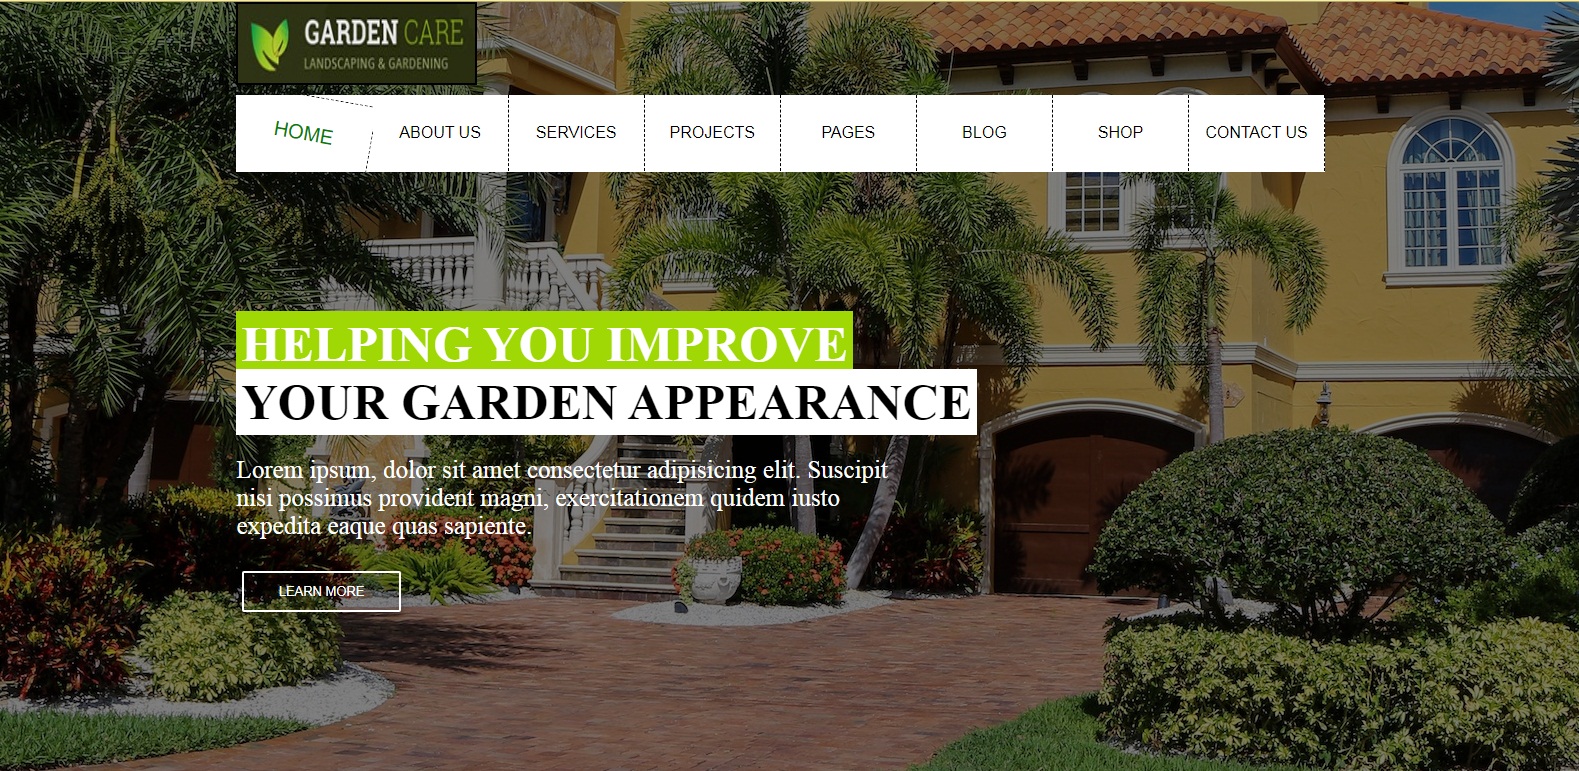 GARDEN CARE
LANDSCAPING & GARDENING
HOME ABOUT US SERVICES PROJECTS PAGES BLOG SHOP CONTACT US
HELPING YOU IMPROVE
YOUR GARDEN APPEARANCE
Lorem ipsum, dolor sit amet consectetur adipisicing elit. Suscipit
nisi possimus provident magni, exercitationem quidem iusto
expedita eaque quas sapiente.
LEARN MORE